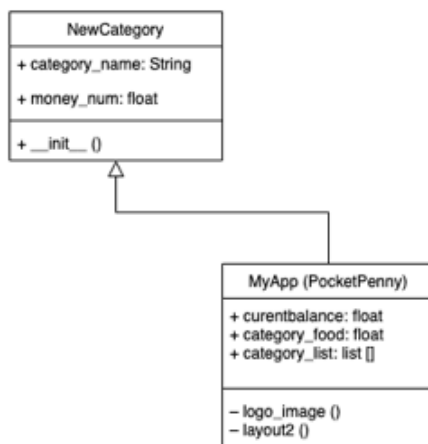 NewCategory
+ category_name: String
+ money_num: float
+ __init__ ()
MyApp (PocketPenny)
+ curentbalance: float
+ category_food: float
+ category_list: list []
– logo_image ()
– layout2 ()